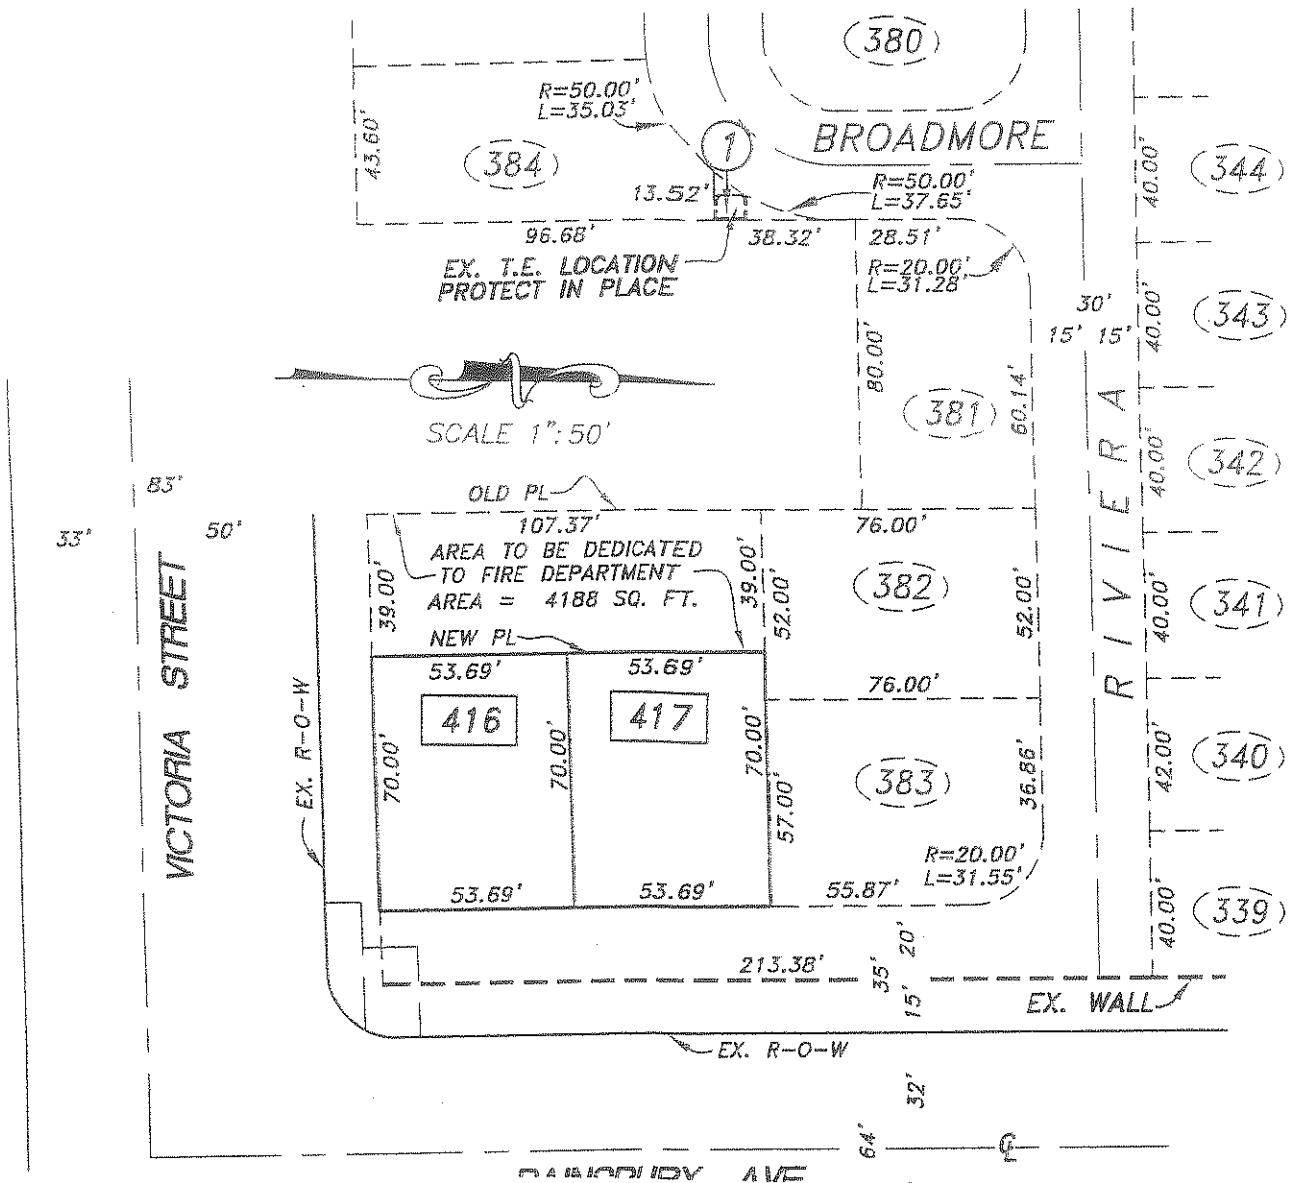 380
R=50.00'
L=35.03'
43.60'
384
1
BROADMORE
13.52'
R=50.00'
L=37.65'
40.00'
344
96.68'
38.32'
28.51'
EX. T.E. LOCATION
PROTECT IN PLACE
R=20.00'
L=31.28'
30'
15' 15'
40.00'
343
80.00'
381
60.14'
SCALE 1":50'
RIVIERA
40.00'
342
83'
33'
50'
OLD PL
107.37'
76.00'
AREA TO BE DEDICATED
TO FIRE DEPARTMENT
AREA = 4188 SQ. FT.
39.00'
39.00'
52.00'
382
52.00'
40.00'
341
VICTORIA STREET
NEW PL
53.69'
53.69'
76.00'
416
417
EX. R-O-W
70.00'
70.00'
70.00'
57.00'
383
36.86'
42.00'
340
R=20.00'
L=31.55'
53.69'
53.69'
55.87'
40.00'
339
213.38'
35'
20'
15'
EX. WALL
EX. R-O-W
32'
64'
CL